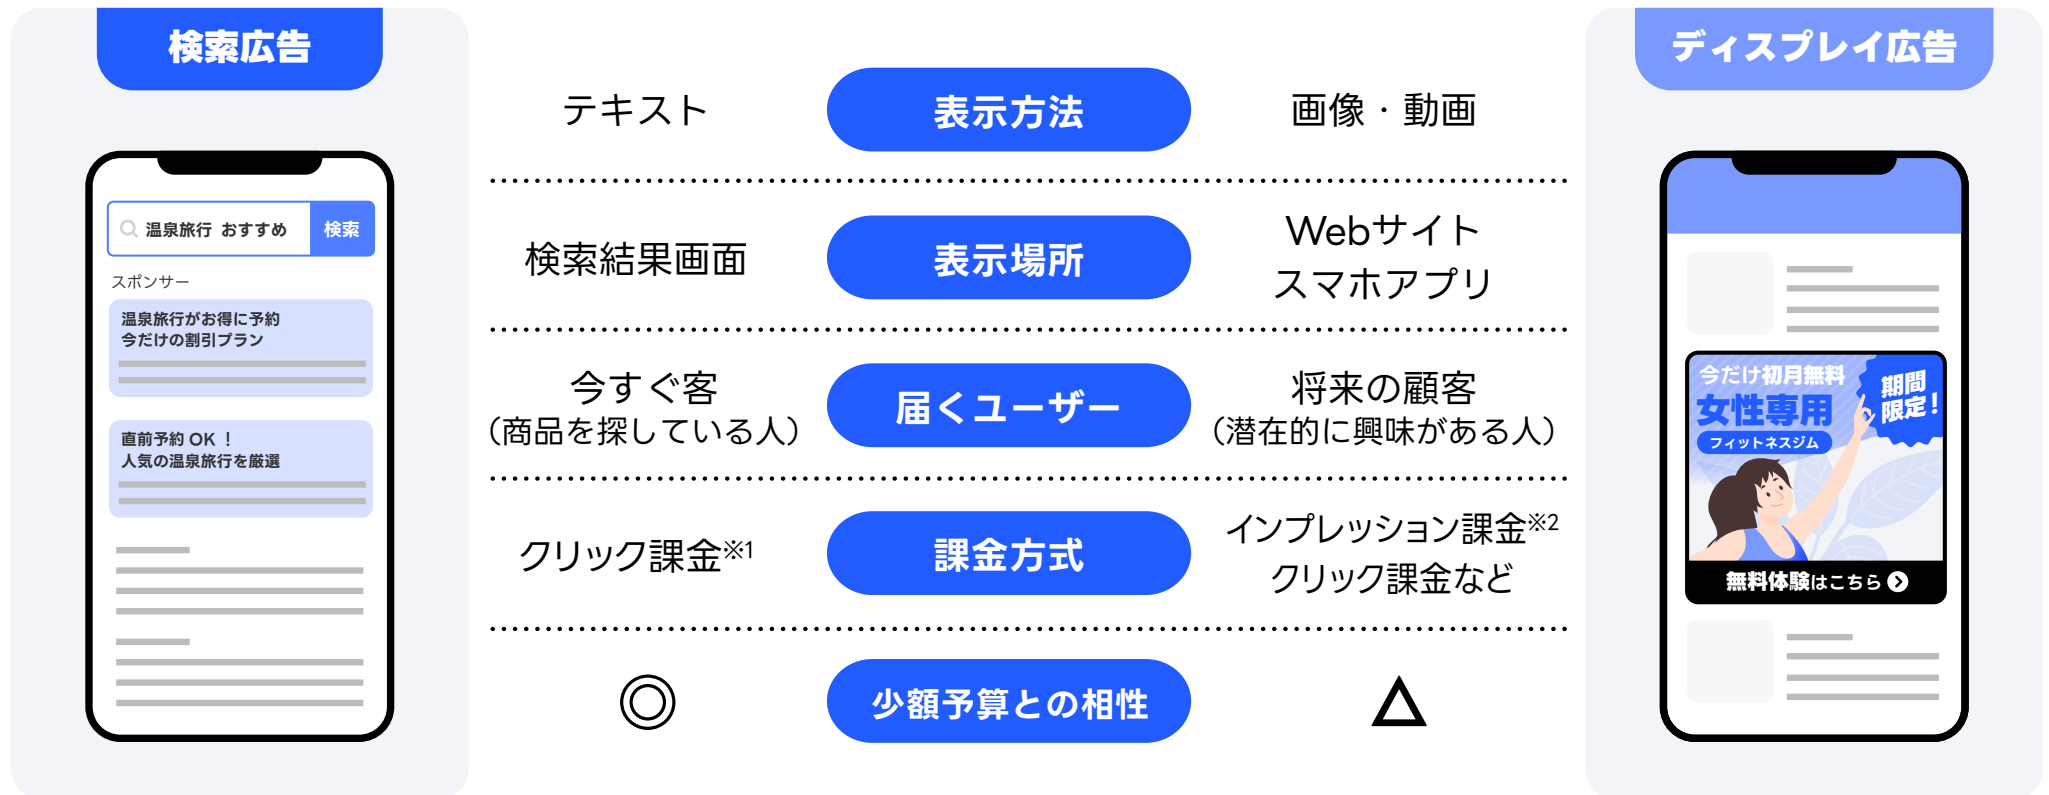 検索広告
温泉旅行 おすすめ 検索
スポンサー
温泉旅行がお得に予約
今だけの割引プラン
直前予約 OK ！
人気の温泉旅行を厳選
テキスト 表示方法 画像・動画
検索結果画面 表示場所 Webサイト
スマホアプリ
今すぐ客
（商品を探している人） 届くユーザー 将来の顧客
（潜在的に興味がある人）
クリック課金※1 課金方式 インプレッション課金※2
クリック課金など
◎ 少額予算との相性 △
ディスプレイ広告
今だけ初月無料
女性専用
フィットネスジム
期間
限定！
無料体験はこちら